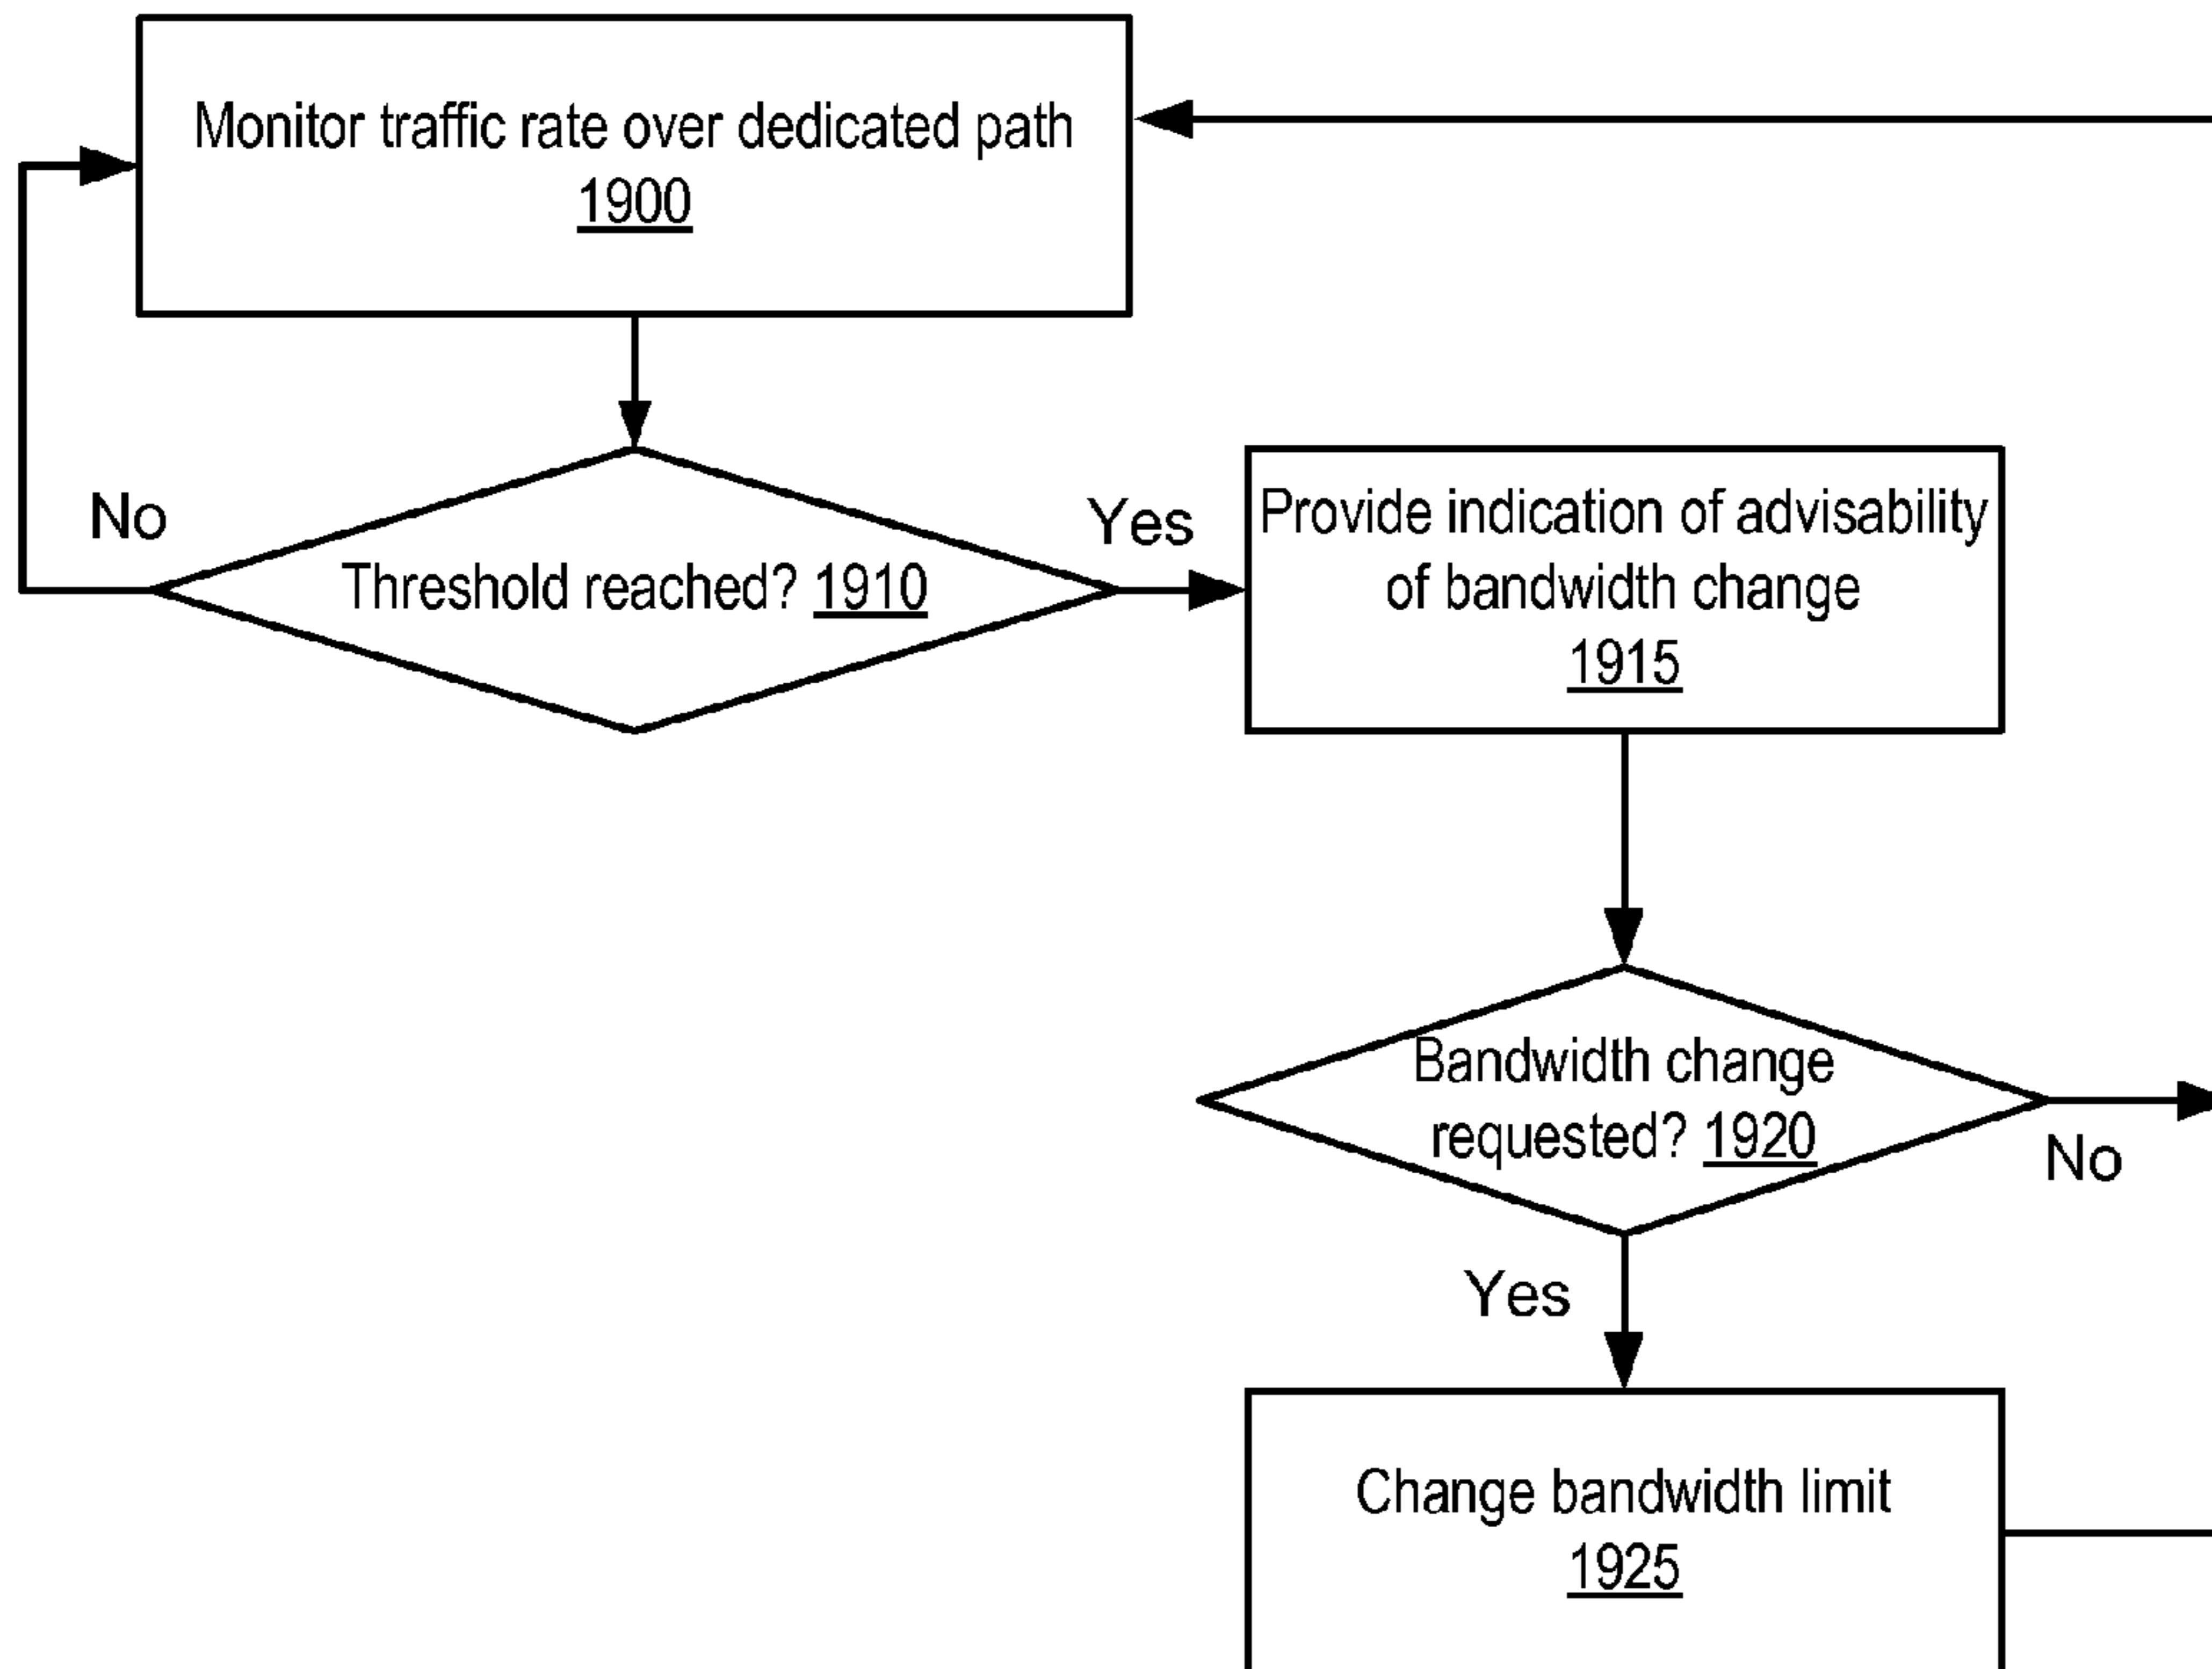 Monitor traffic rate over dedicated path
1900
No
Threshold reached? 1910
Yes
Provide indication of advisability
of bandwidth change
1915
Bandwidth change
requested? 1920
No
Yes
Change bandwidth limit
1925